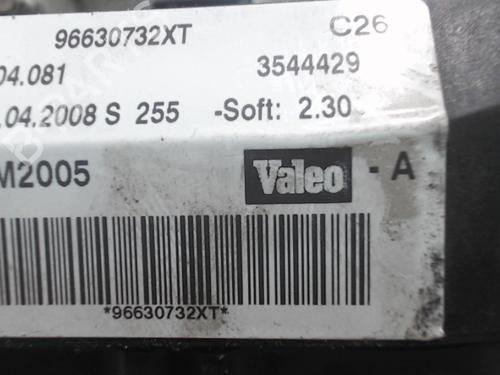 96630732XT C26
04.081 3544429
.04.2008 S 255 -Soft: 2.30
M2005 Valeo - A
*96630732XT*